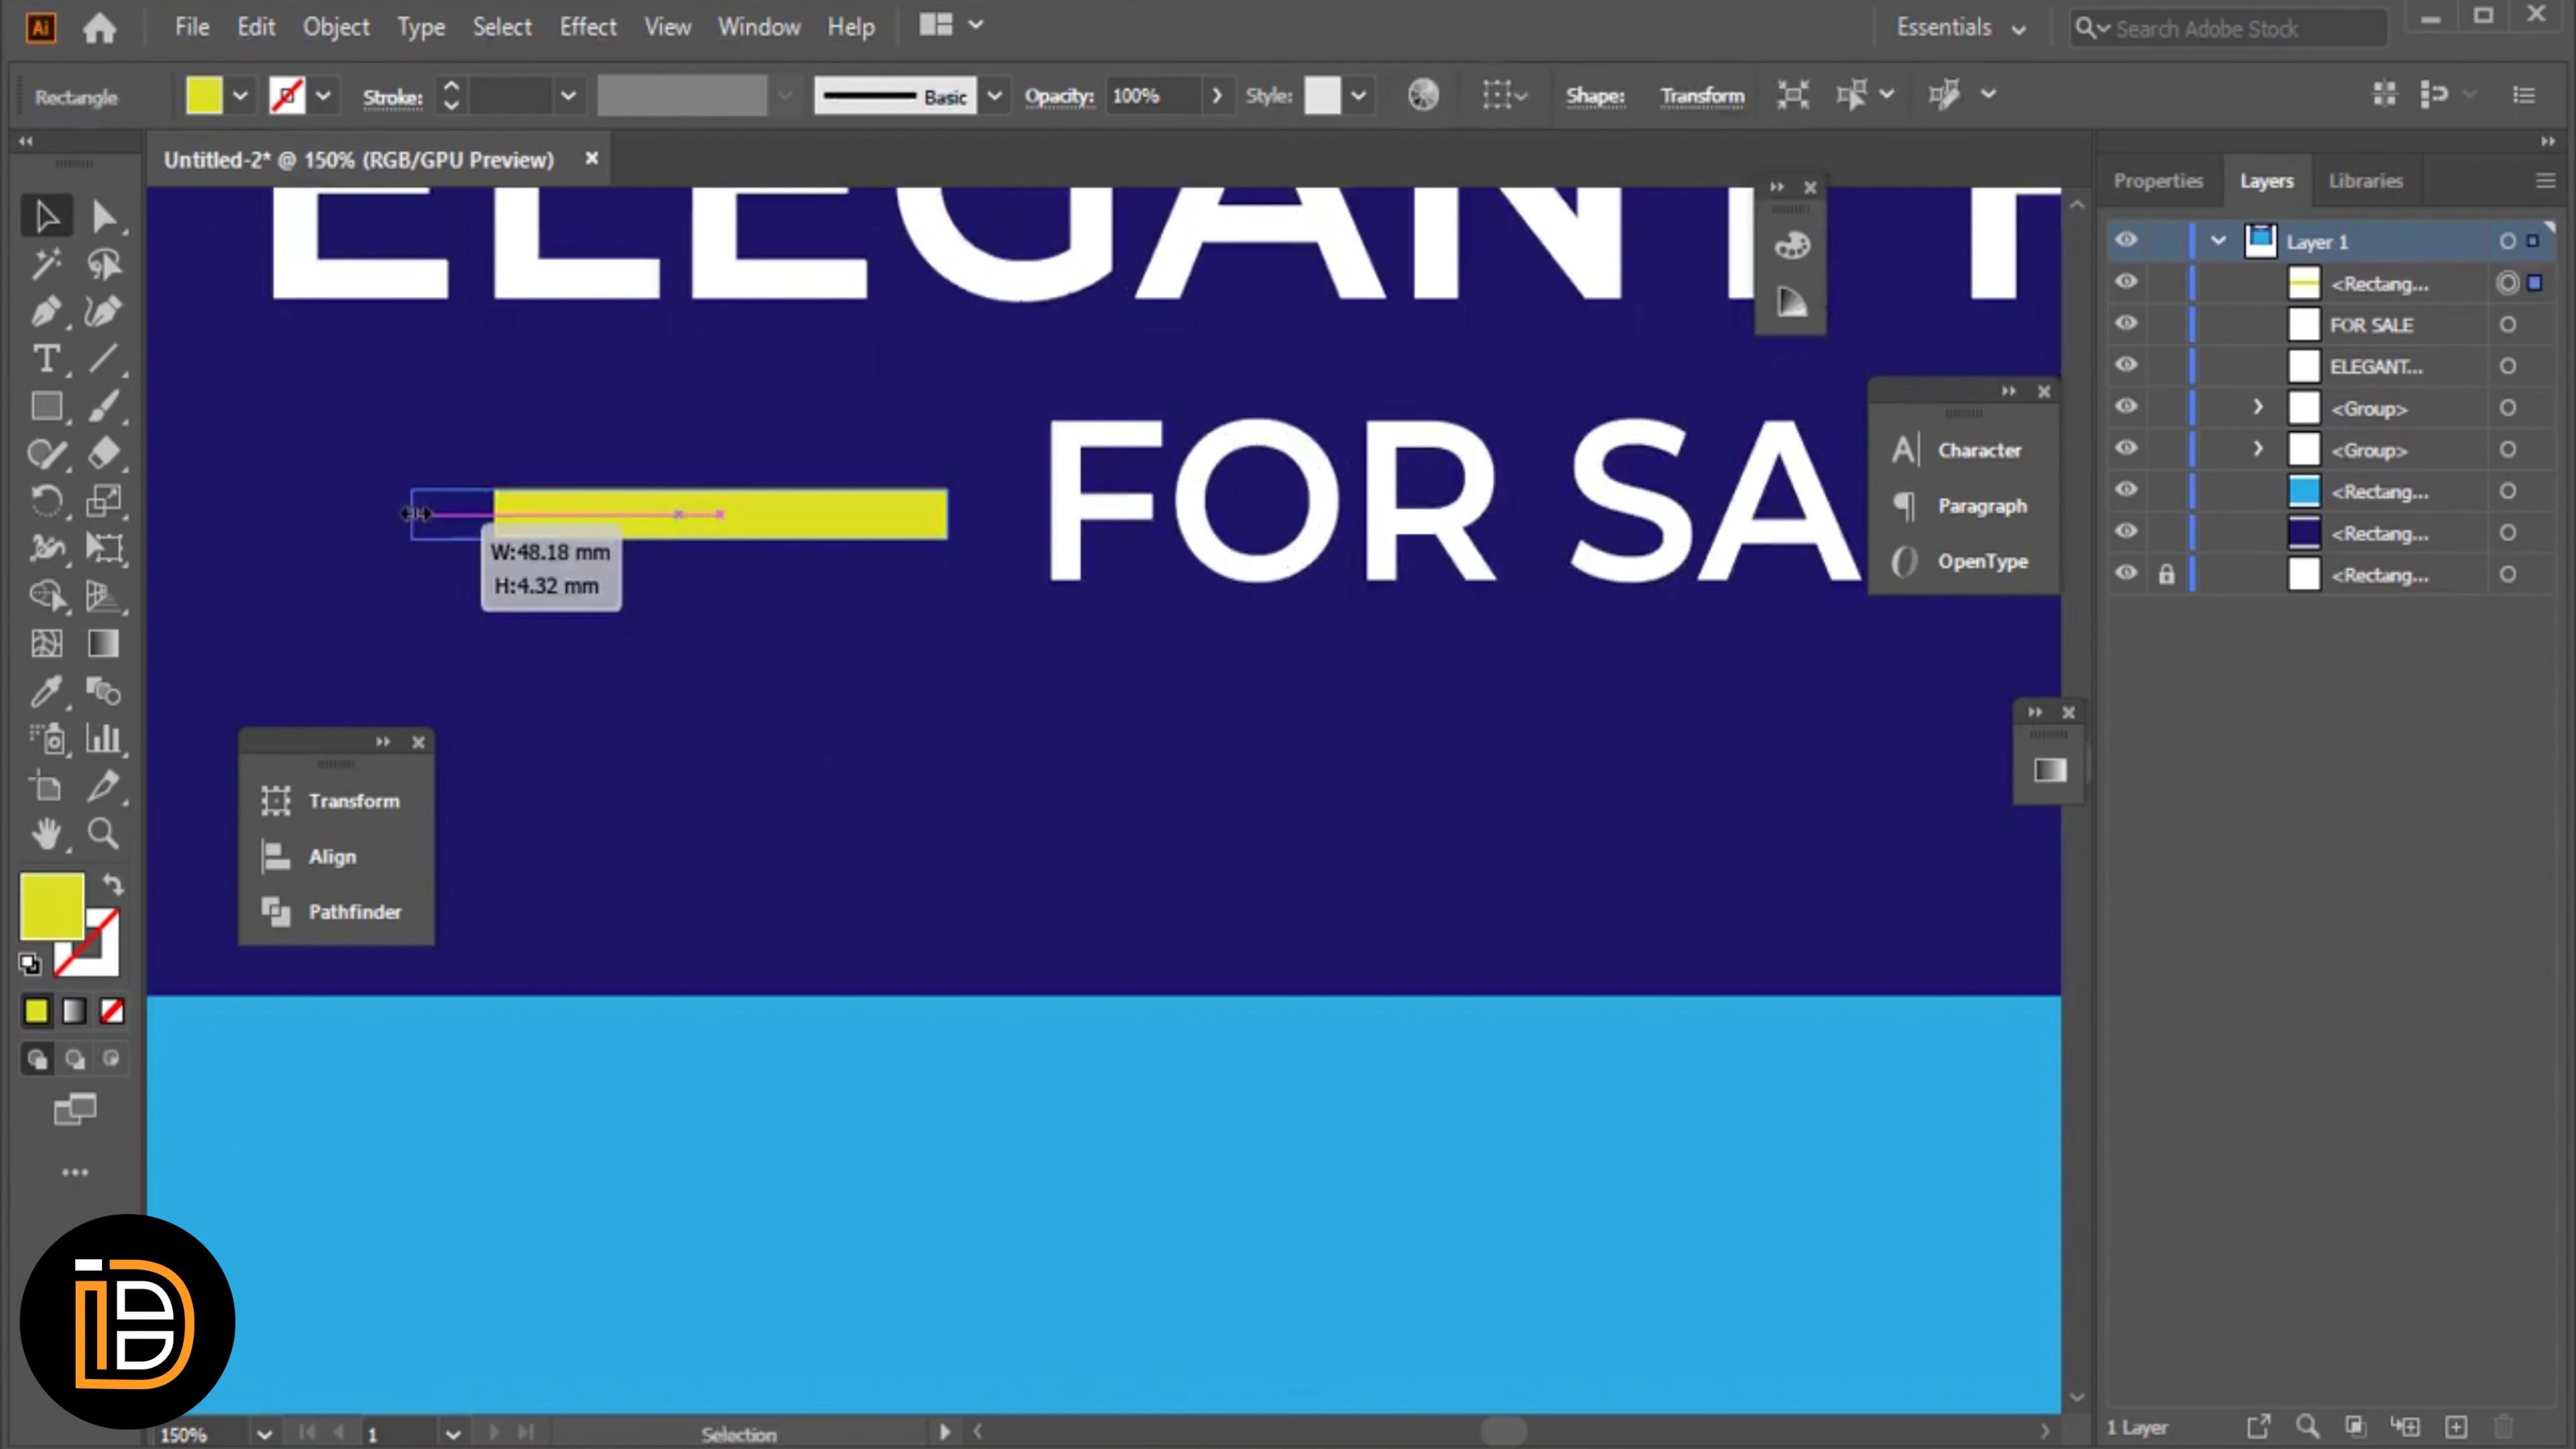 Ai File Edit Object Type Select Effect View Window Help Essentials Search Adobe Stock
Rectangle Stroke: Basic Opacity: 100% Style: Shape: Transform
Untitled-2* @ 150% (RGB/GPU Preview)
Properties Layers Libraries
ELEGANT
FOR SA
W:48.18 mm
H:4.32 mm
Character
Paragraph
OpenType
Transform
Align
Pathfinder
Layer 1
<Rectang...
FOR SALE
ELEGANT...
<Group>
<Group>
<Rectang...
<Rectang...
<Rectang...
150% 1 Selection
1 Layer